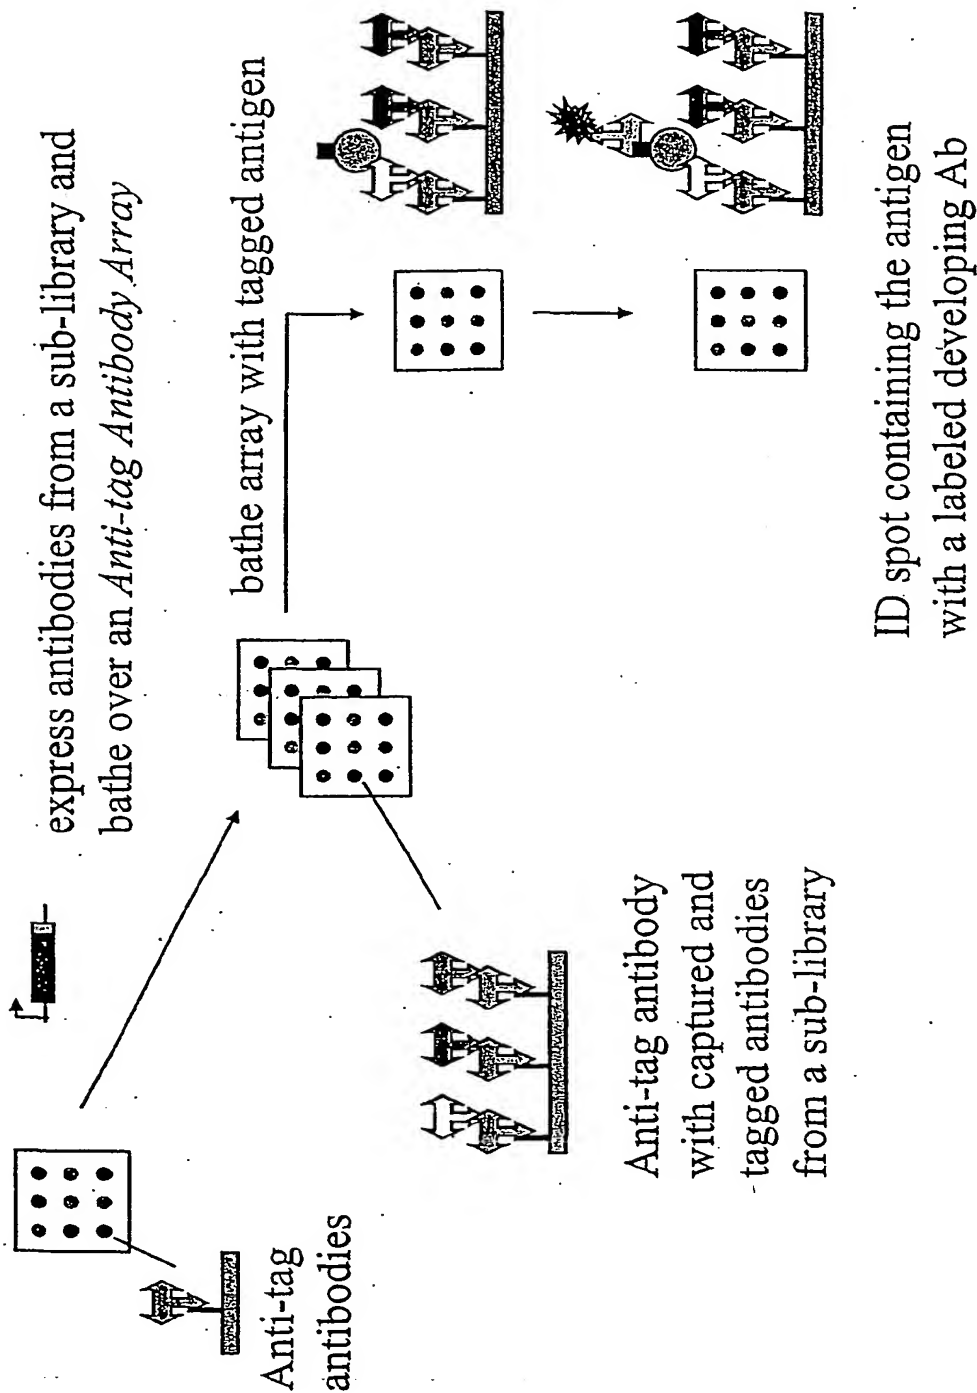 express antibodies from a sub-library and
bathe over an Anti-tag Antibody Array
bathe array with tagged antigen
Anti-tag
antibodies
Anti-tag antibody
with captured and
tagged antibodies
from a sub-library
ID spot containing the antigen
with a labeled developing Ab